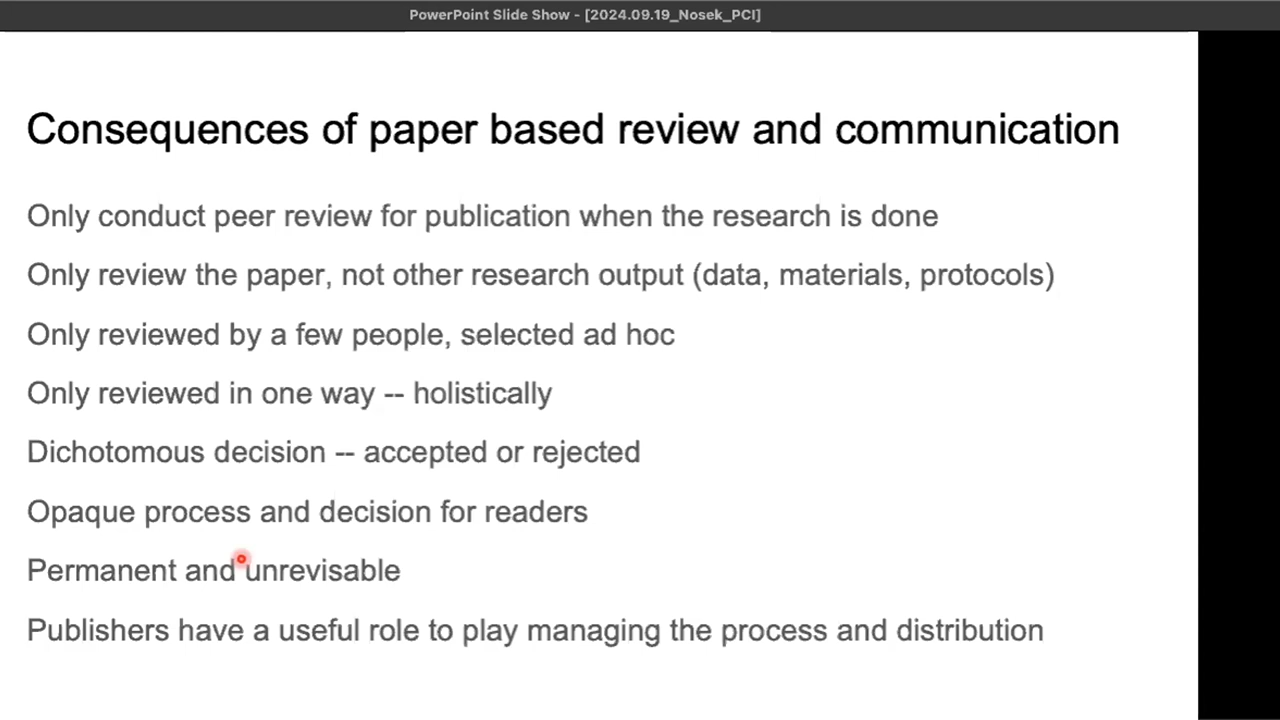 PowerPoint Slide Show - [2024.09.19_Nosek_PCI]
Consequences of paper based review and communication
Only conduct peer review for publication when the research is done
Only review the paper, not other research output (data, materials, protocols)
Only reviewed by a few people, selected ad hoc
Only reviewed in one way -- holistically
Dichotomous decision -- accepted or rejected
Opaque process and decision for readers
Permanent and unrevisable
Publishers have a useful role to play managing the process and distribution